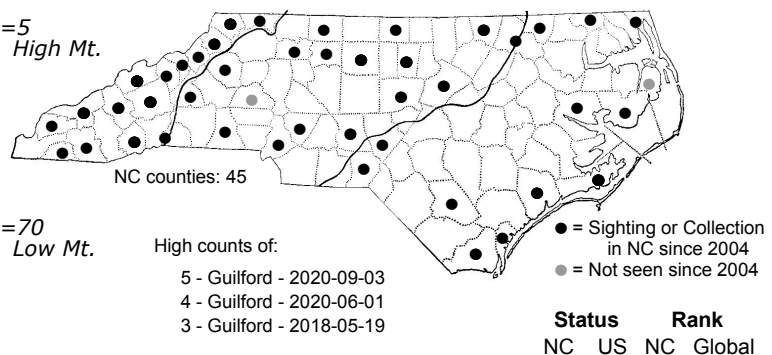 =5
High Mt.
NC counties: 45
=70
Low Mt.
High counts of:
5 - Guilford - 2020-09-03
4 - Guilford - 2020-06-01
3 - Guilford - 2018-05-19
● = Sighting or Collection
in NC since 2004
● = Not seen since 2004
Status Rank
NC US NC Global